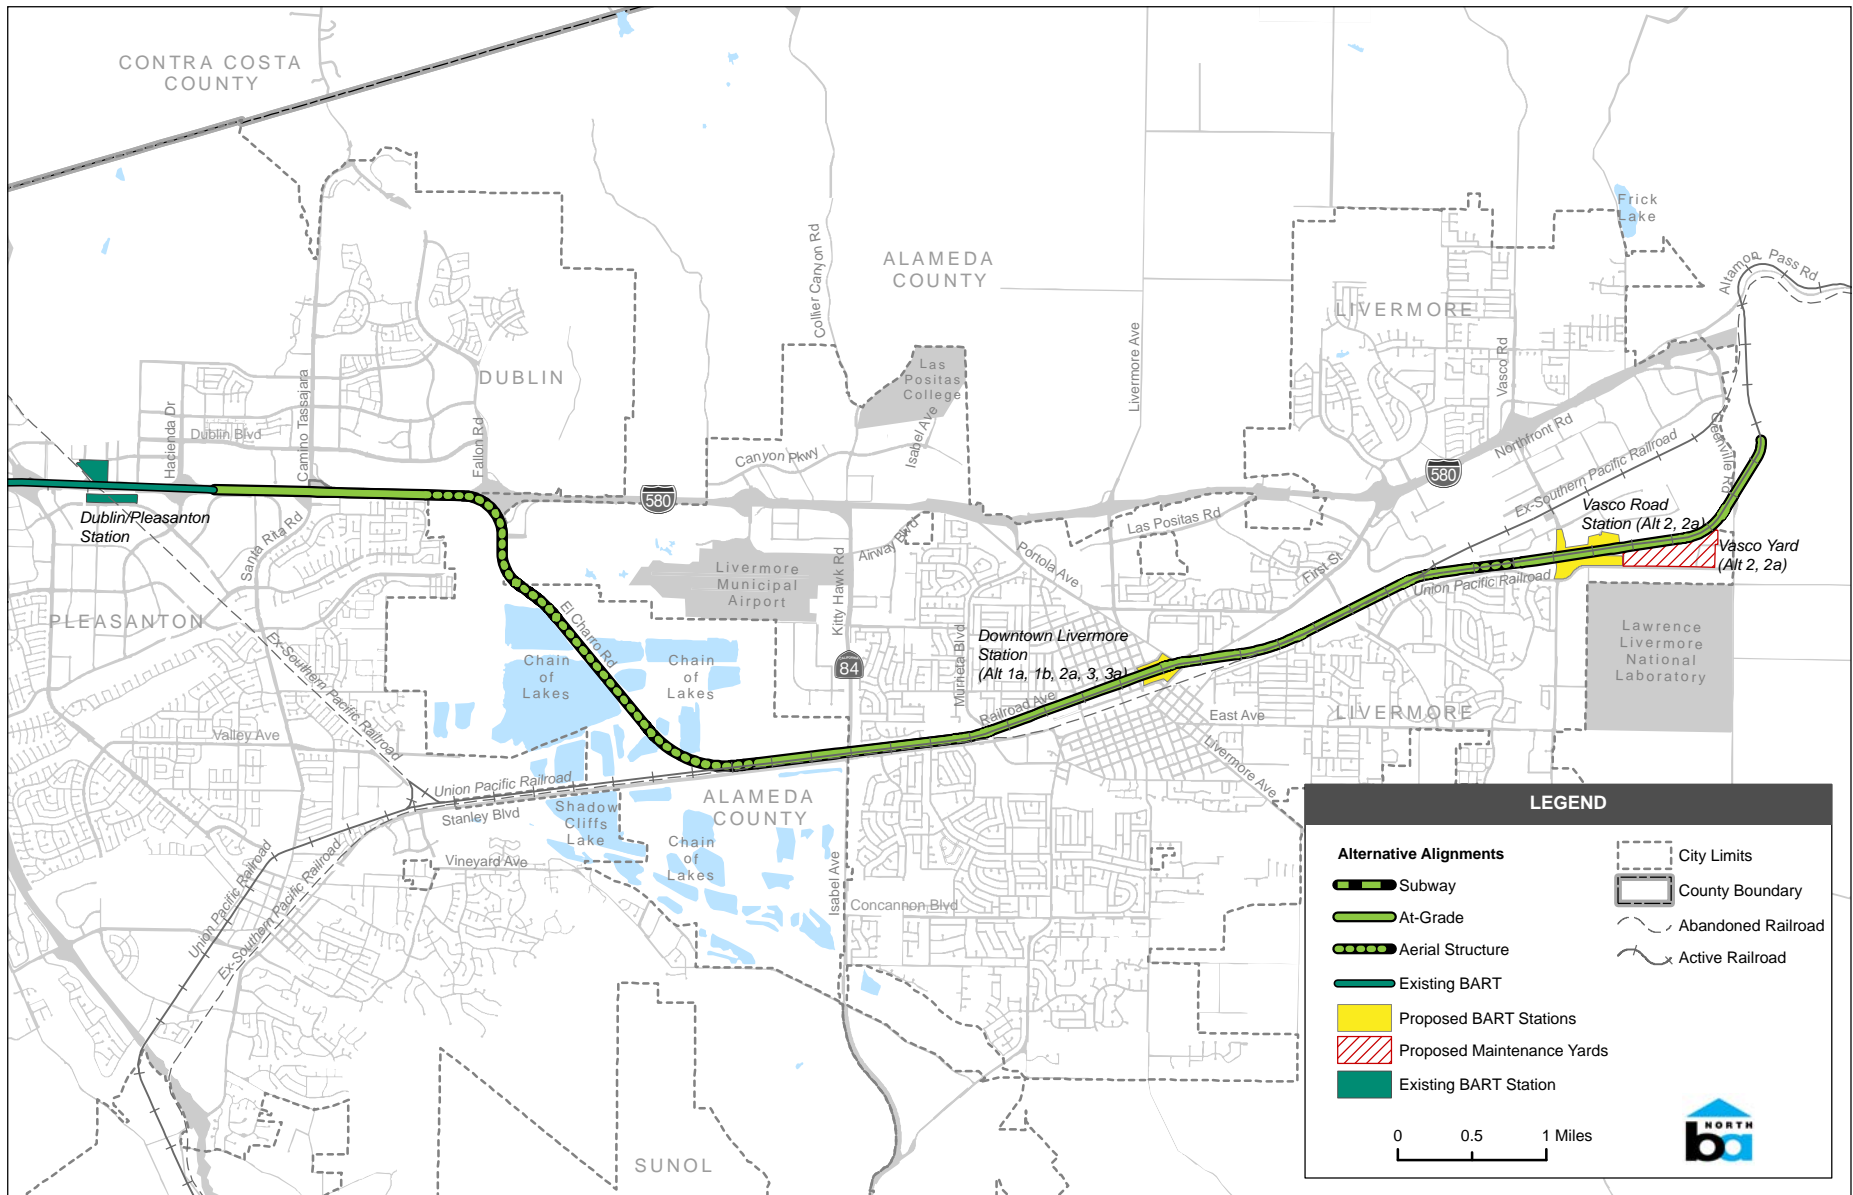 CONTRA COSTA
COUNTY
ALAMEDA
COUNTY
Frick
Lake
Altamont Pass Rd
LIVERMORE
Collier Canyon Rd
Livermore Ave
Vasco Rd
Las
Positas
College
DUBLIN
Hacienda Dr
Dublin Blvd
Camino Tassajara
Fallon Rd
Canyon Pkwy
Isabel Ave
Northfront Rd
Ex-Southern Pacific Railroad
Greenville Rd
580
580
Dublin/Pleasanton
Station
Santa Rita Rd
Las Positas Rd
Vasco Road
Station (Alt 2, 2a)
Vasco Yard
(Alt 2, 2a)
Airway Blvd
Portola Ave
First St
Union Pacific Railroad
Livermore
Municipal
Airport
Kitty Hawk Rd
PLEASANTON
El Charro Rd
Ex-Southern Pacific Railroad
Chain
of
Lakes
Chain
of
Lakes
84
Murrieta Blvd
Downtown Livermore
Station
(Alt 1a, 1b, 2a, 3, 3a)
Railroad Ave
Lawrence
Livermore
National
Laboratory
East Ave
LIVERMORE
Livermore Ave
Valley Ave
Union Pacific Railroad
Stanley Blvd
Shadow
Cliffs
Lake
ALAMEDA
COUNTY
Chain
of
Lakes
Vineyard Ave
Union Pacific Railroad
Ex-Southern Pacific Railroad
Isabel Ave
Concannon Blvd
SUNOL
LEGEND
Alternative Alignments
Subway
At-Grade
Aerial Structure
Existing BART
Proposed BART Stations
Proposed Maintenance Yards
Existing BART Station
City Limits
County Boundary
Abandoned Railroad
Active Railroad
0 0.5 1 Miles
NORTH
ba